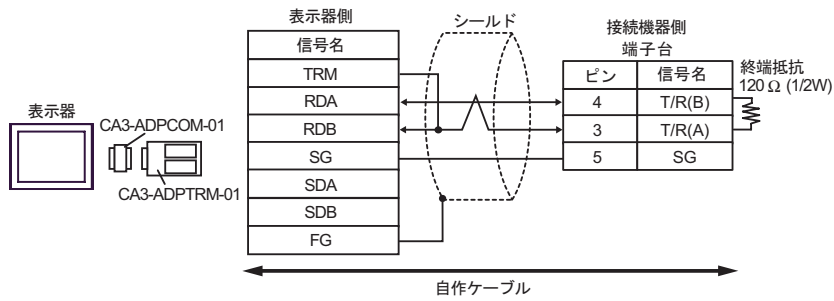 表示器側
シールド
接続機器側
端子台
信号名
TRM
RDA
RDB
SG
SDA
SDB
FG
ピン 信号名
4 T/R(B)
3 T/R(A)
5 SG
終端抵抗
120 Ω (1/2W)
表示器
CA3-ADPCOM-01
CA3-ADPTRM-01
自作ケーブル